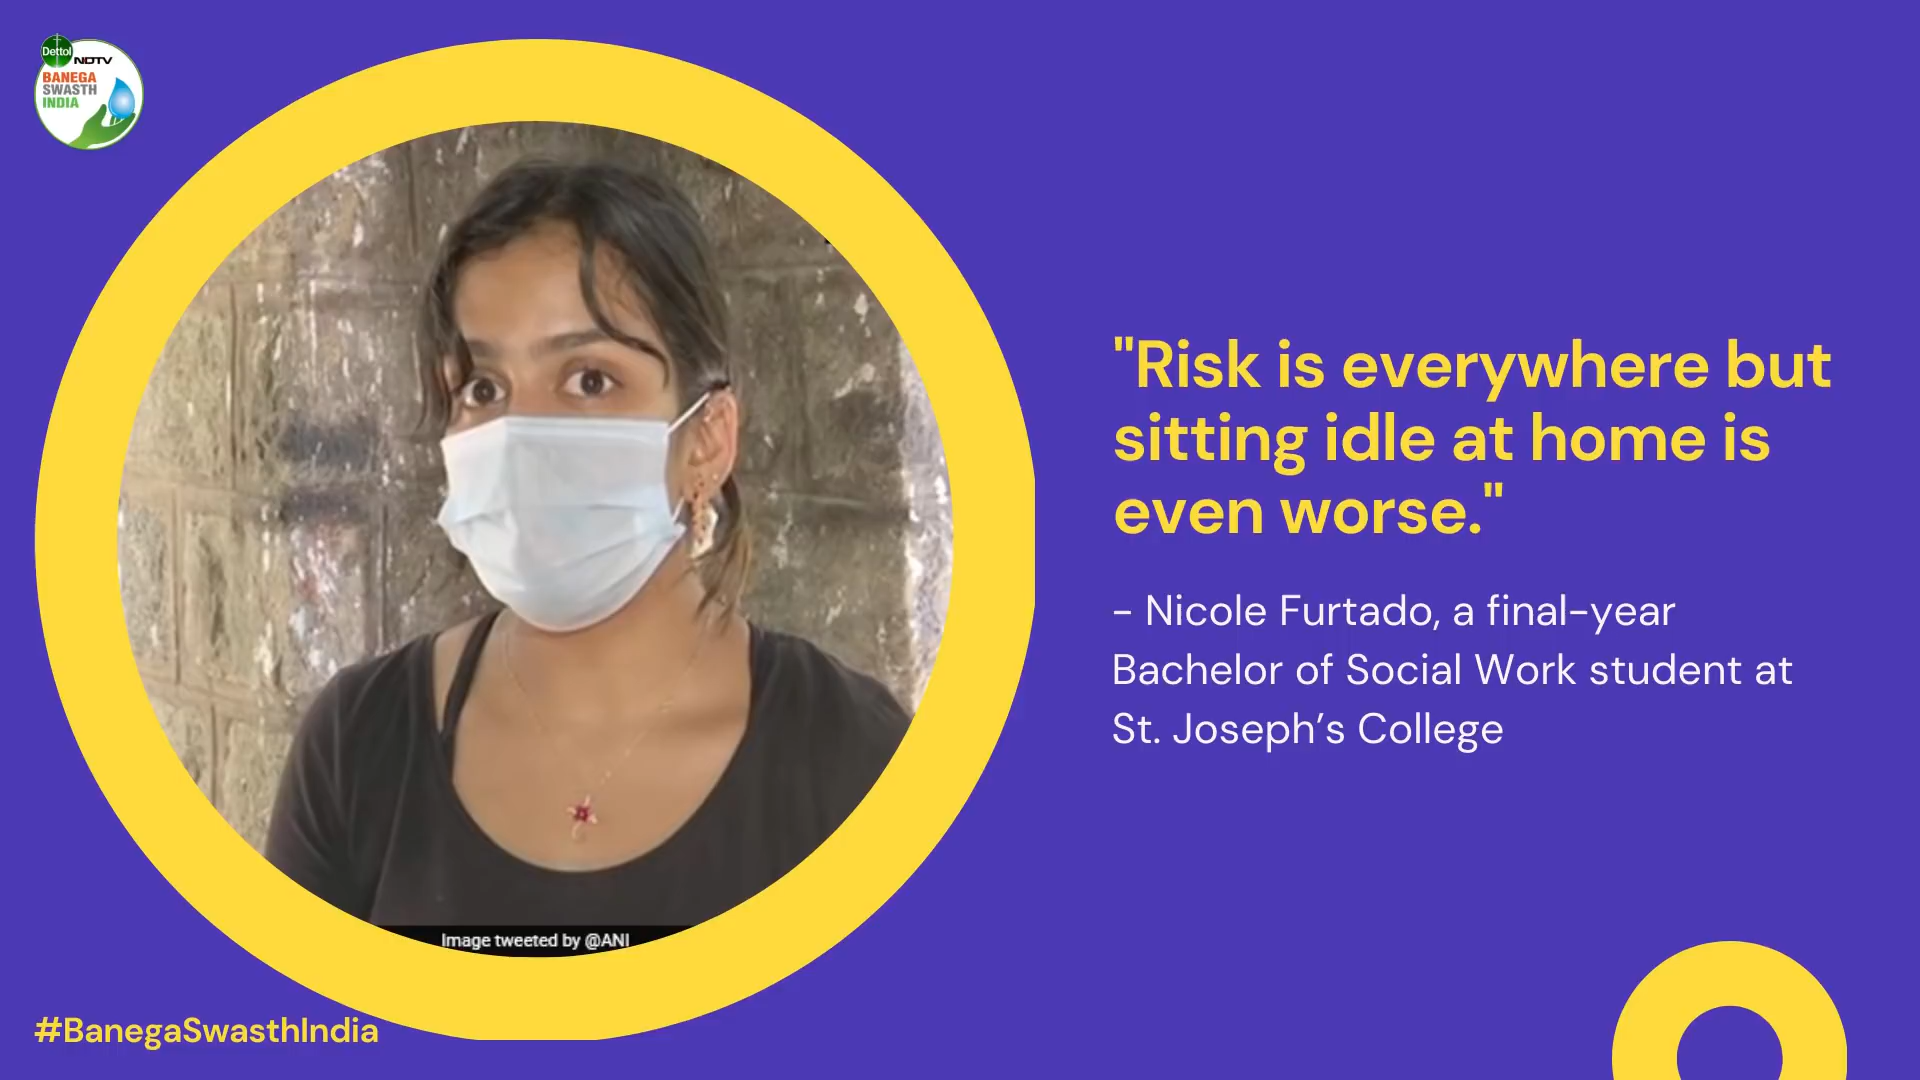 Dettol
NDTV
BANEGA
SWASTH
INDIA
"Risk is everywhere but
sitting idle at home is
even worse."
– Nicole Furtado, a final-year
Bachelor of Social Work student at
St. Joseph’s College
Image tweeted by @ANI
#BanegaSwasthIndia